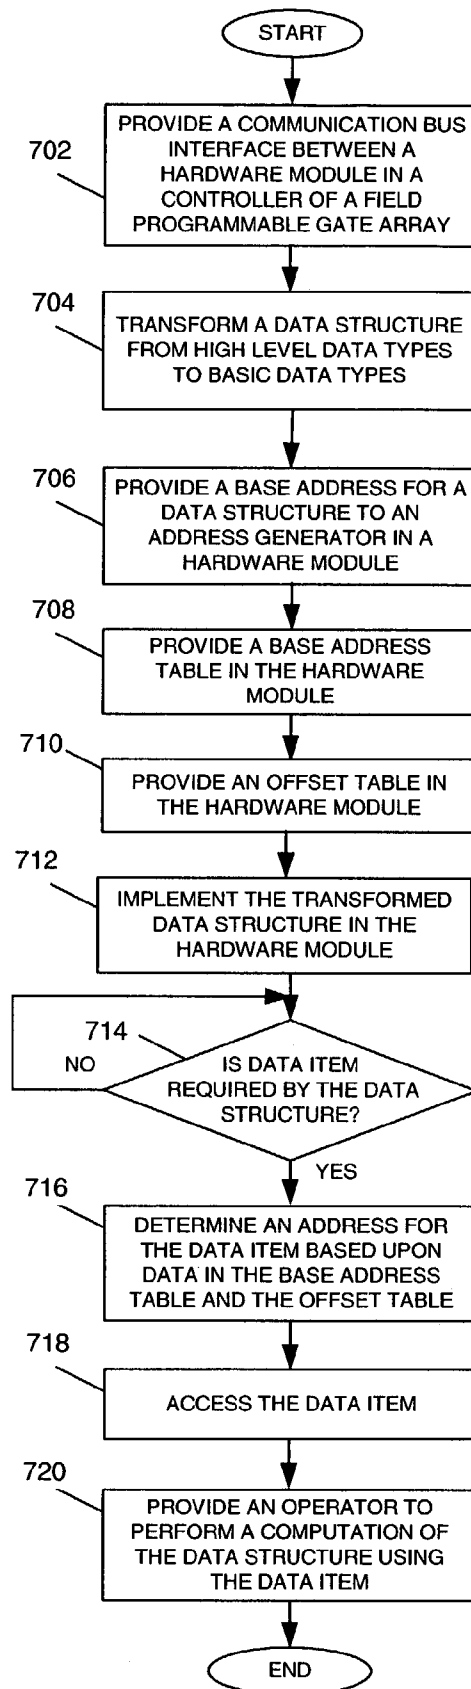 START
702
PROVIDE A COMMUNICATION BUS
INTERFACE BETWEEN A
HARDWARE MODULE IN A
CONTROLLER OF A FIELD
PROGRAMMABLE GATE ARRAY
704
TRANSFORM A DATA STRUCTURE
FROM HIGH LEVEL DATA TYPES
TO BASIC DATA TYPES
706
PROVIDE A BASE ADDRESS FOR A
DATA STRUCTURE TO AN
ADDRESS GENERATOR IN A
HARDWARE MODULE
708
PROVIDE A BASE ADDRESS
TABLE IN THE HARDWARE
MODULE
710
PROVIDE AN OFFSET TABLE IN
THE HARDWARE MODULE
712
IMPLEMENT THE TRANSFORMED
DATA STRUCTURE IN THE
HARDWARE MODULE
714
NO
IS DATA ITEM
REQUIRED BY THE DATA
STRUCTURE?
YES
716
DETERMINE AN ADDRESS FOR
THE DATA ITEM BASED UPON
DATA IN THE BASE ADDRESS
TABLE AND THE OFFSET TABLE
718
ACCESS THE DATA ITEM
720
PROVIDE AN OPERATOR TO
PERFORM A COMPUTATION OF
THE DATA STRUCTURE USING
THE DATA ITEM
END